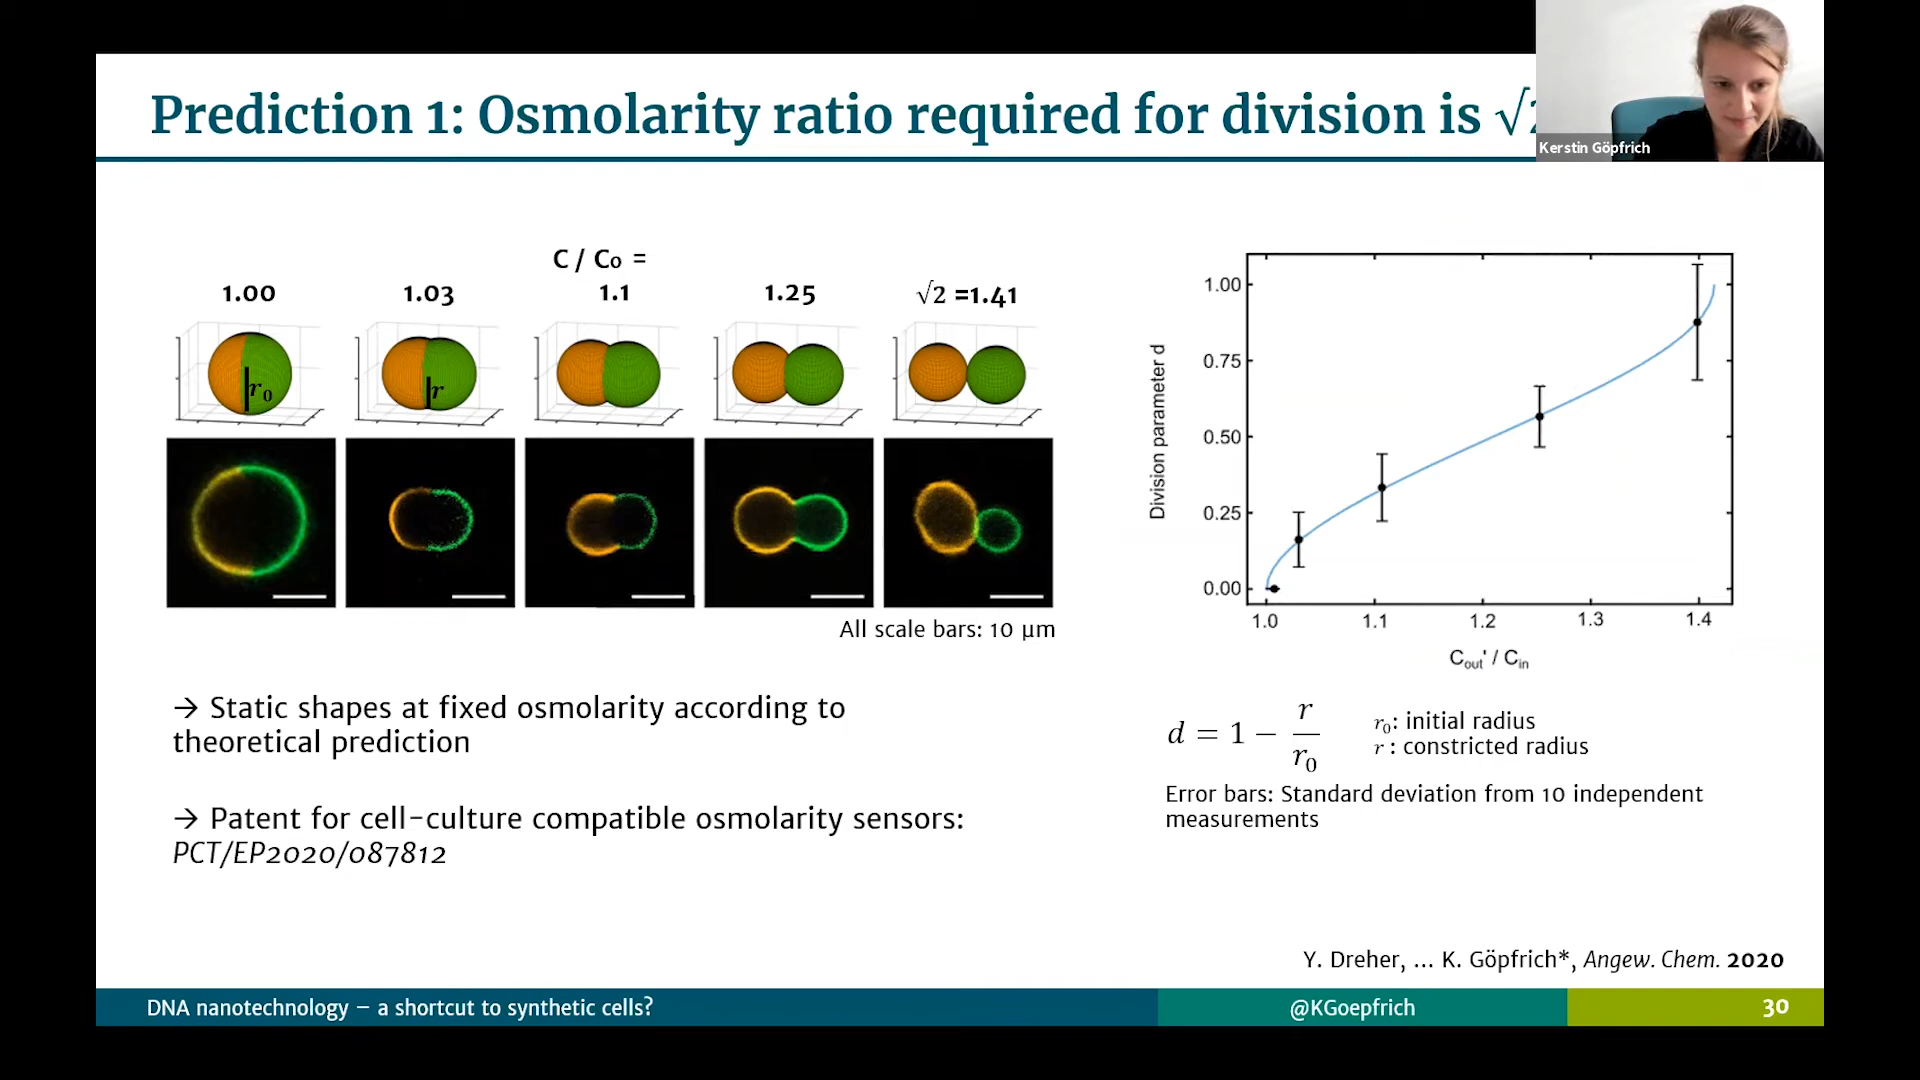 Prediction 1: Osmolarity ratio required for division is √2
Kerstin Göpfrich
C / C₀ =
1.00 1.03 1.1 1.25 √2 =1.41
r₀ r
All scale bars: 10 µm
→ Static shapes at fixed osmolarity according to
theoretical prediction
→ Patent for cell-culture compatible osmolarity sensors:
PCT/EP2020/087812
Division parameter d
1.00
0.75
0.50
0.25
0.00
1.0 1.1 1.2 1.3 1.4
Cout' / Cin
d = 1 − r / r₀
r₀: initial radius
r : constricted radius
Error bars: Standard deviation from 10 independent
measurements
Y. Dreher, ... K. Göpfrich*, Angew. Chem. 2020
DNA nanotechnology – a shortcut to synthetic cells? @KGoepfrich 30